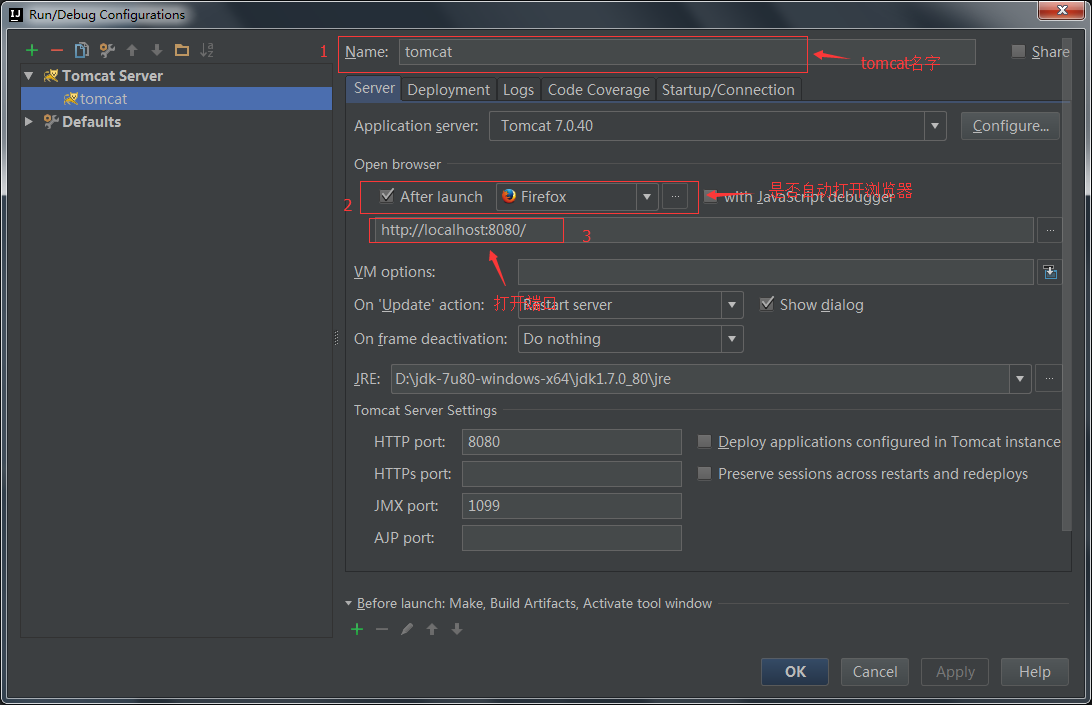 Run/Debug Configurations
1
Name: tomcat
tomcat名字
Share
Tomcat Server
tomcat
Defaults
Server Deployment Logs Code Coverage Startup/Connection
Application server: Tomcat 7.0.40 Configure...
Open browser
2
After launch Firefox ... with JavaScript debugger
是否自动打开浏览器
http://localhost:8080/ ...
3
VM options:
打开端口
On 'Update' action: Restart server Show dialog
On frame deactivation: Do nothing
JRE: D:\jdk-7u80-windows-x64\jdk1.7.0_80\jre ...
Tomcat Server Settings
HTTP port: 8080 Deploy applications configured in Tomcat instance
HTTPs port: Preserve sessions across restarts and redeploys
JMX port: 1099
AJP port:
Before launch: Make, Build Artifacts, Activate tool window
OK Cancel Apply Help